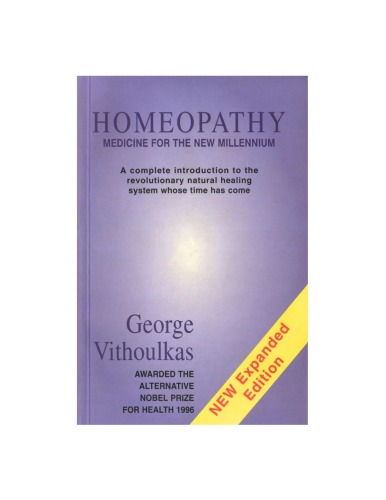 HOMEOPATHY
MEDICINE FOR THE NEW MILLENNIUM
A complete introduction to the
revolutionary natural healing
system whose time has come
George
Vithoulkas
AWARDED THE
ALTERNATIVE
NOBEL PRIZE
FOR HEALTH 1996
NEW Expanded
Edition